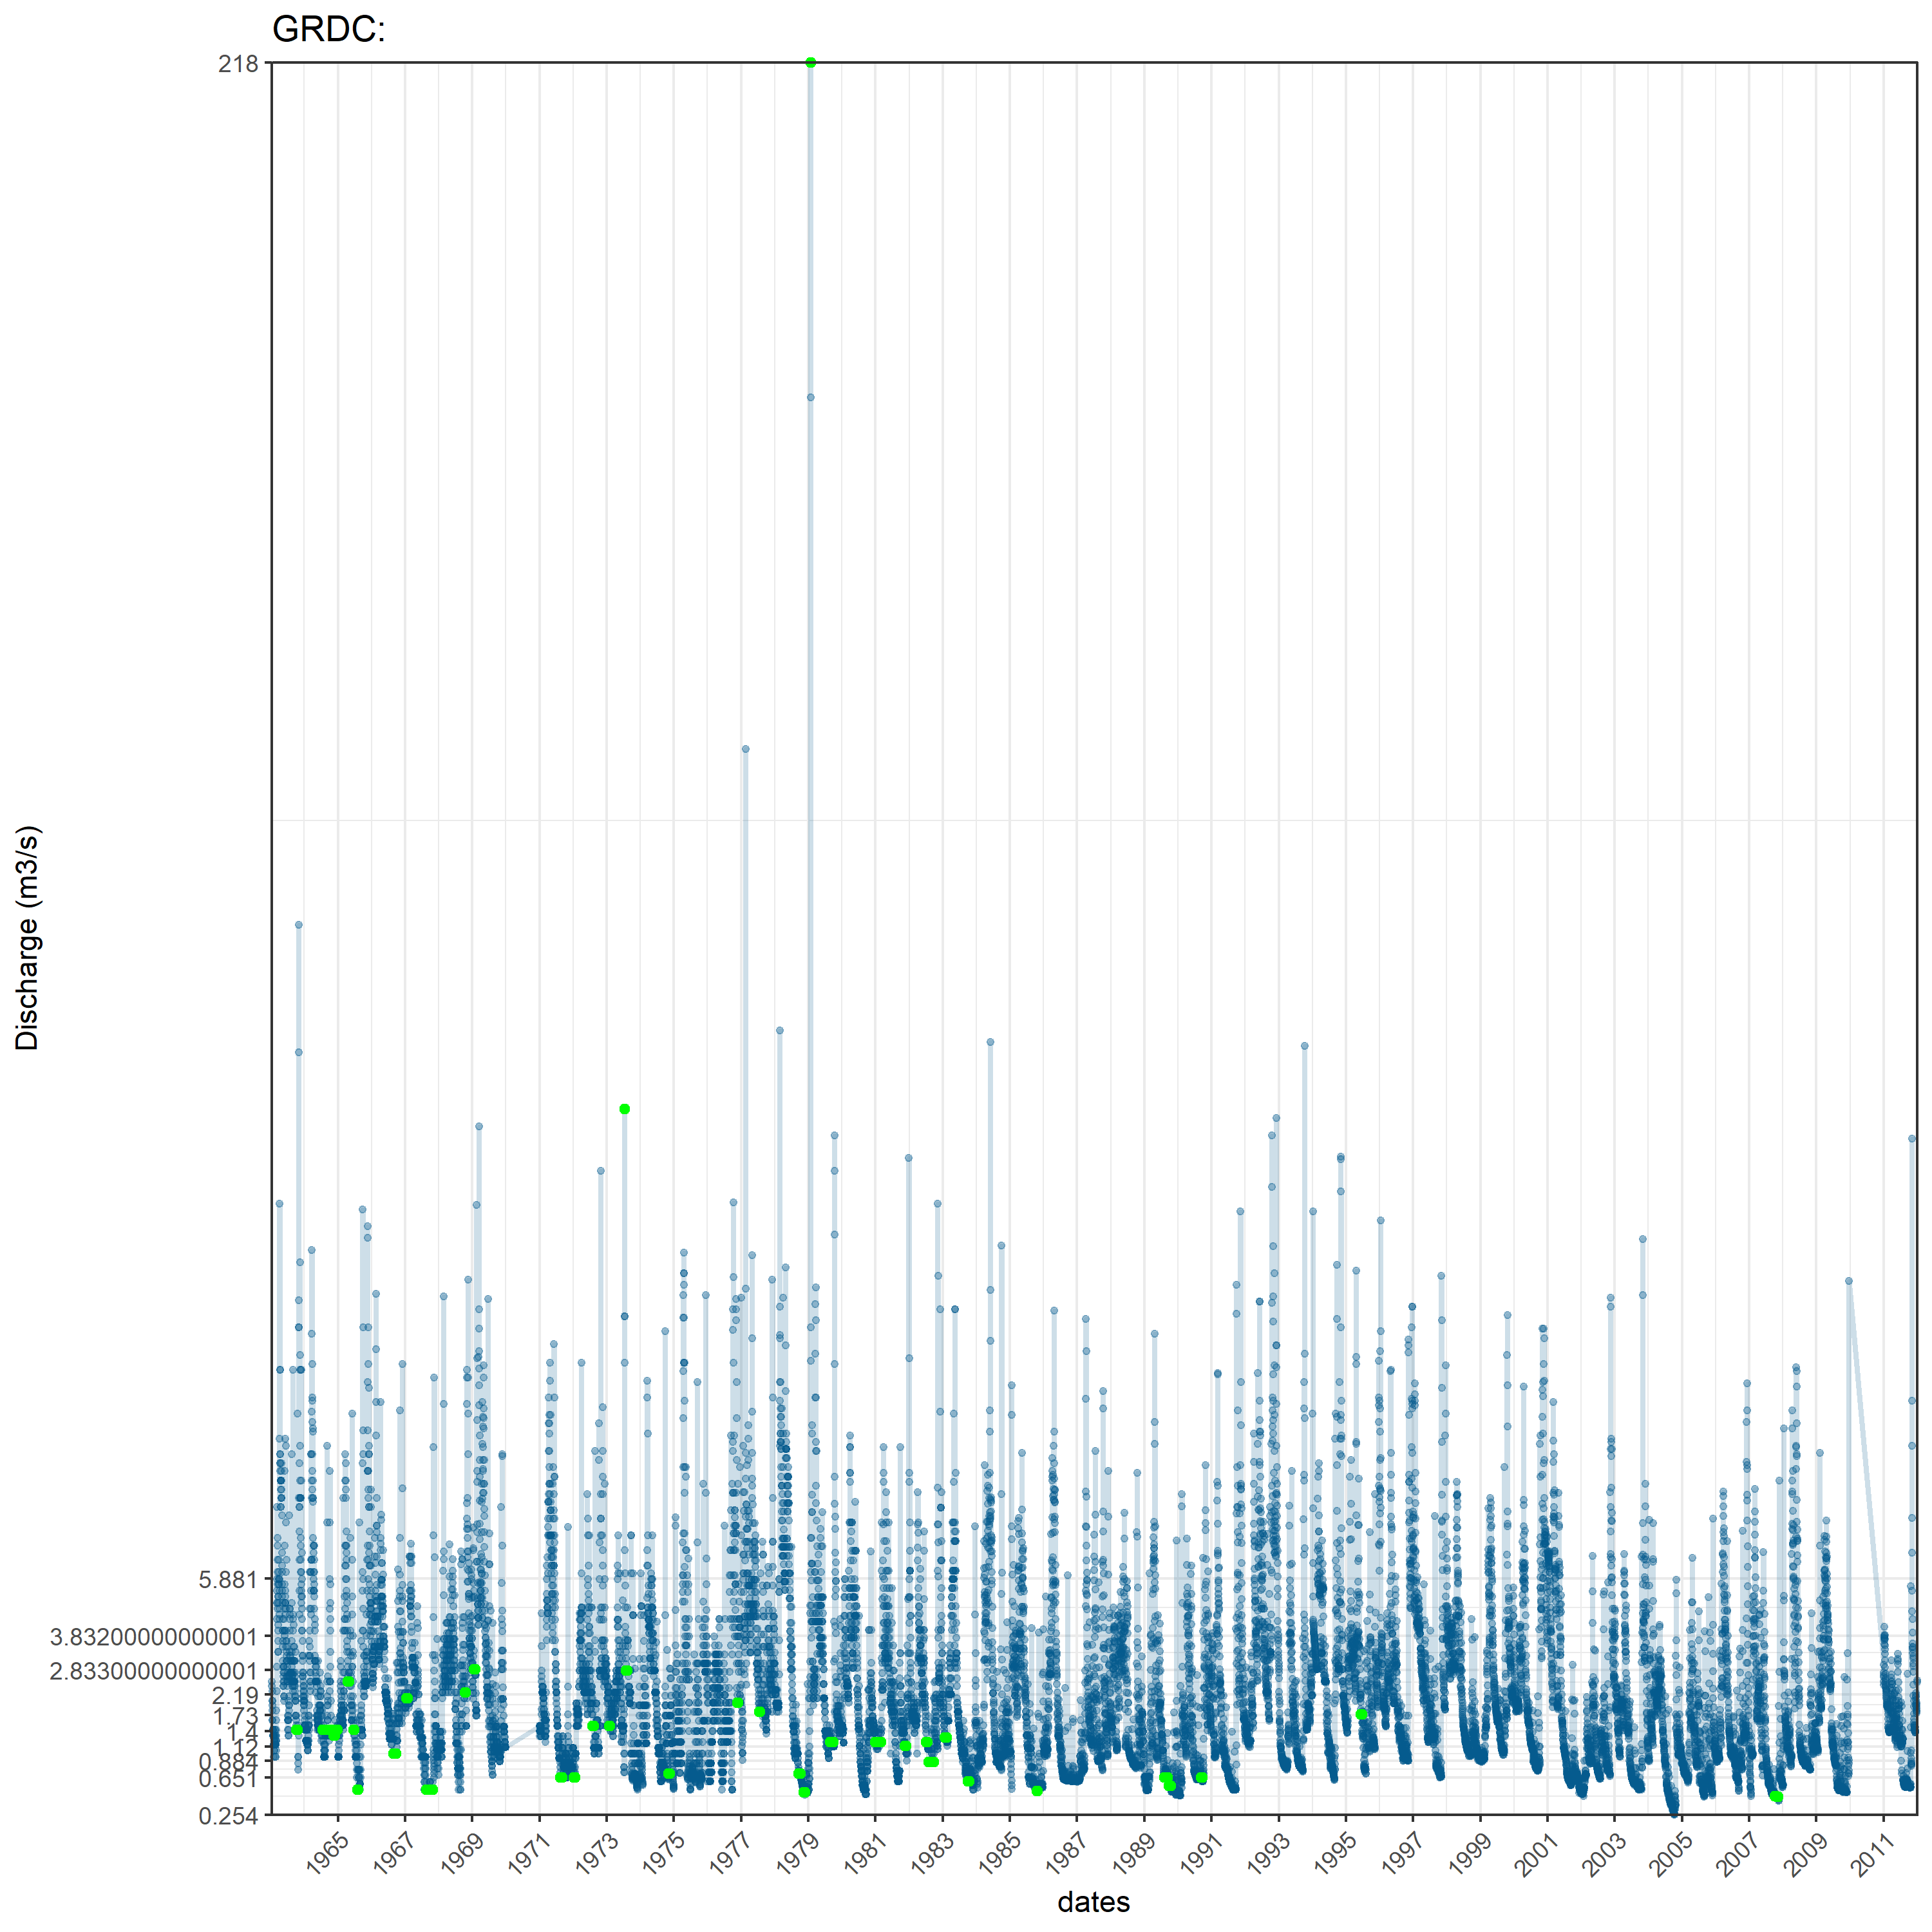 GRDC:
218
5.881
3.83200000000001
2.83300000000001
2.19
1.73
1.4
1.12
0.884
0.651
0.254
Discharge (m3/s)
1965 1967 1969 1971 1973 1975 1977 1979 1981 1983 1985 1987 1989 1991 1993 1995 1997 1999 2001 2003 2005 2007 2009 2011
dates